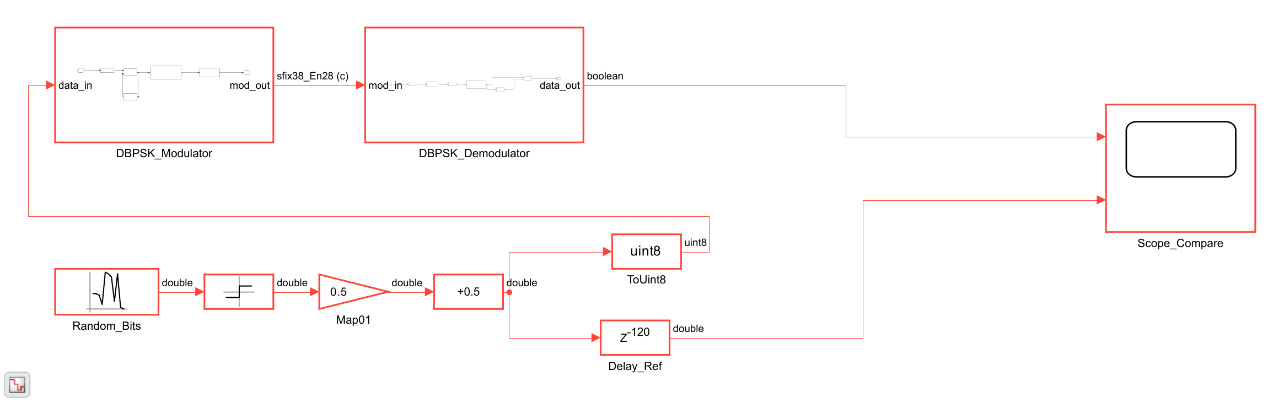 data_in
mod_out
DBPSK_Modulator
sfix38_En28 (c)
mod_in
data_out
DBPSK_Demodulator
boolean
Scope_Compare
uint8
uint8
ToUint8
Random_Bits
double
double
0.5
Map01
double
+0.5
double
Z-120
Delay_Ref
double